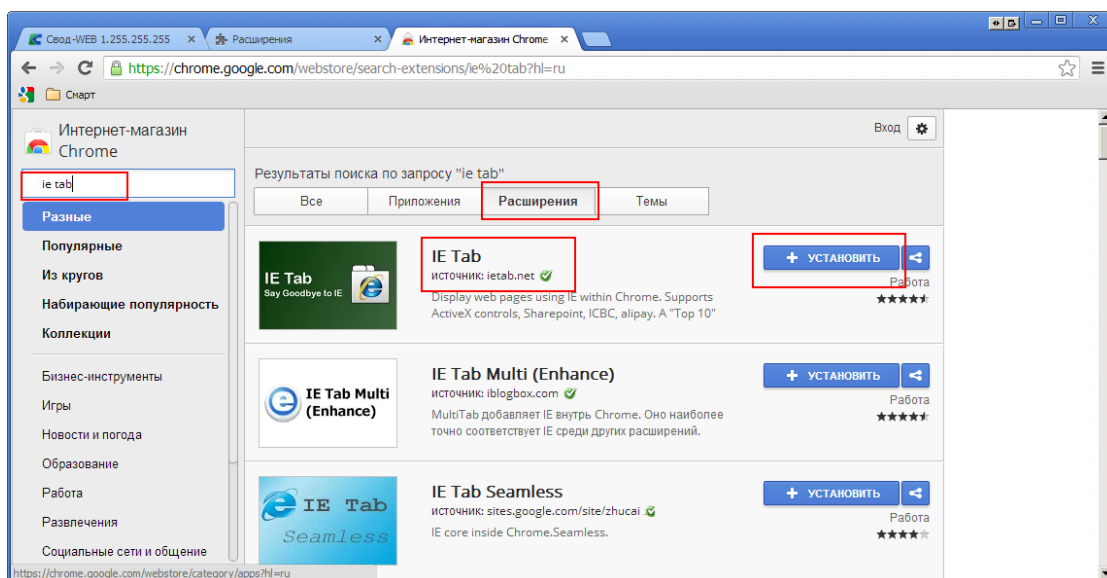 Свод-WEB 1.255.255.255
Расширения
Интернет-магазин Chrome
https://chrome.google.com/webstore/search-extensions/ie%20tab?hl=ru
Смарт
Интернет-магазин
Chrome
Вход
ie tab
Результаты поиска по запросу "ie tab"
Все Приложения Расширения Темы
Разные
Популярные
Из кругов
Набирающие популярность
Коллекции
Бизнес-инструменты
Игры
Новости и погода
Образование
Работа
Развлечения
Социальные сети и общение
IE Tab
Say Goodbye to IE
IE Tab
источник: ietab.net
Display web pages using IE within Chrome. Supports
ActiveX controls, Sharepoint, ICBC, alipay. A "Top 10"
УСТАНОВИТЬ
Работа
IE Tab Multi
(Enhance)
IE Tab Multi (Enhance)
источник: iblogbox.com
MultiTab добавляет IE внутрь Chrome. Оно наиболее
точно соответствует IE среди других расширений.
УСТАНОВИТЬ
Работа
IE Tab
Seamless
IE Tab Seamless
источник: sites.google.com/site/zhucai
IE core inside Chrome.Seamless.
УСТАНОВИТЬ
Работа
https://chrome.google.com/webstore/category/apps?hl=ru